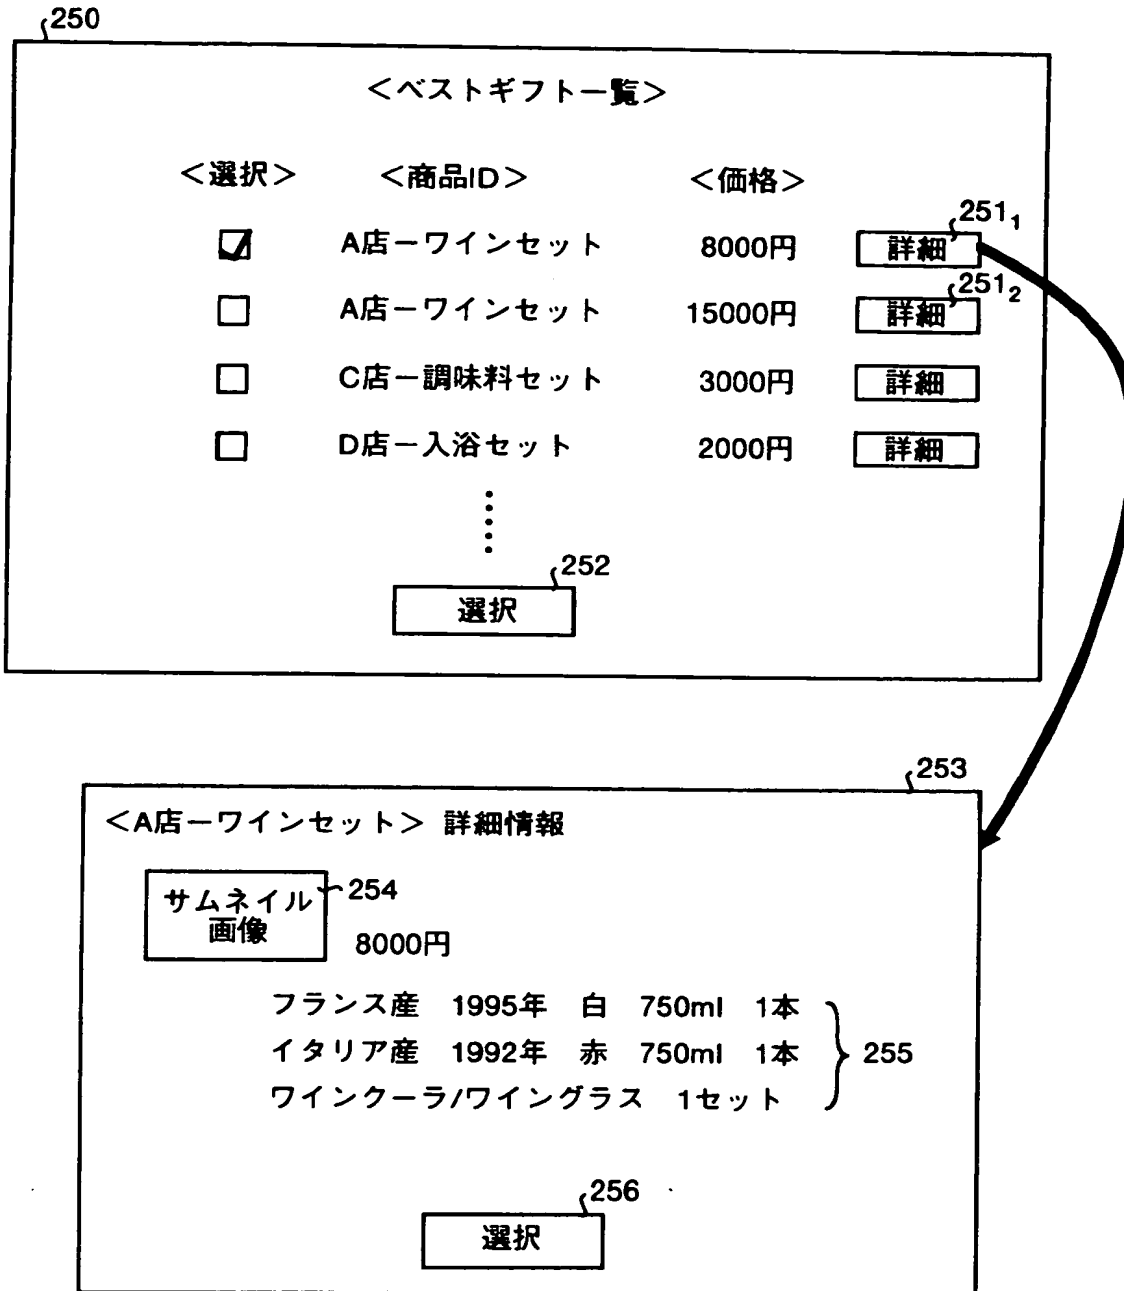 250
＜ベストギフト一覧＞
＜選択＞ ＜商品ID＞ ＜価格＞
A店－ワインセット 8000円 詳細 251₁
A店－ワインセット 15000円 詳細 251₂
C店－調味料セット 3000円 詳細
D店－入浴セット 2000円 詳細
252
選択
253
＜A店－ワインセット＞ 詳細情報
サムネイル 254
画像 8000円
フランス産 1995年 白 750ml 1本
イタリア産 1992年 赤 750ml 1本 255
ワインクーラ/ワイングラス 1セット
256
選択